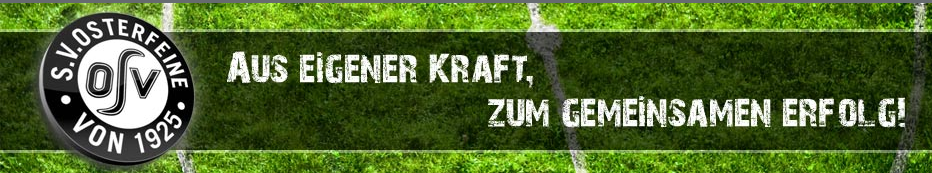 S.V. OSTERFEINE
OSV
VON 1925
AUS EIGENER KRAFT,
ZUM GEMEINSAMEN ERFOLG!